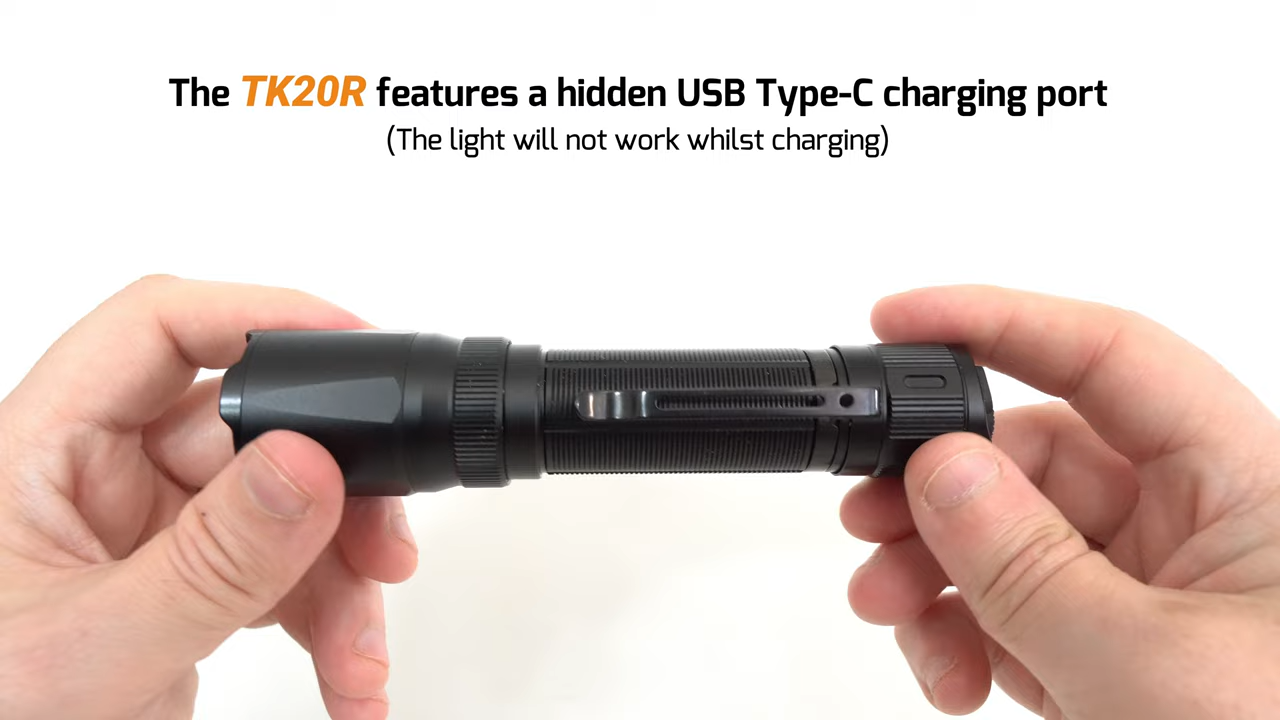 The TK20R features a hidden USB Type-C charging port
(The light will not work whilst charging)